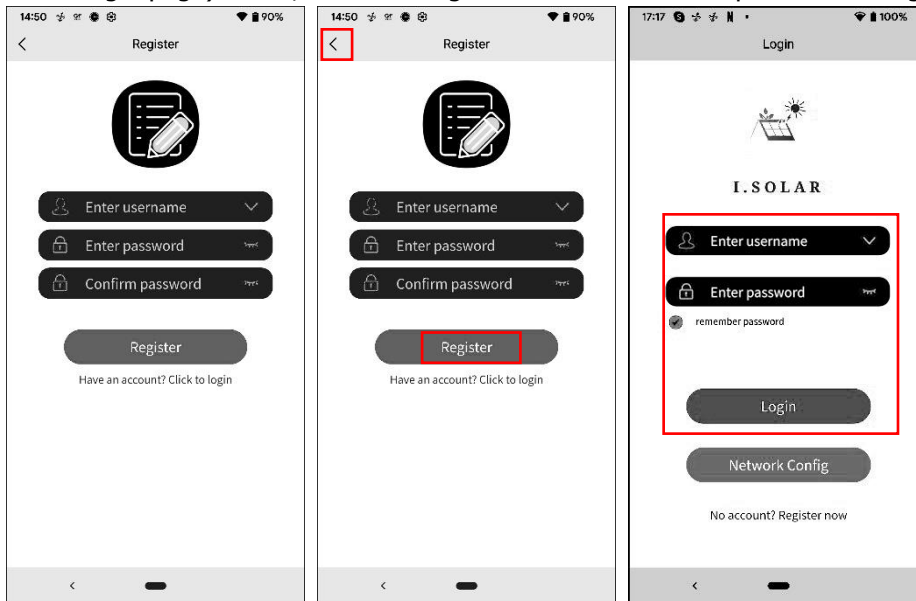 14:50 90%
Register
Enter username
Enter password
Confirm password
Register
Have an account? Click to login
14:50 90%
Register
Enter username
Enter password
Confirm password
Register
Have an account? Click to login
17:17 100%
Login
I.SOLAR
Enter username
Enter password
remember password
Login
Network Config
No account? Register now